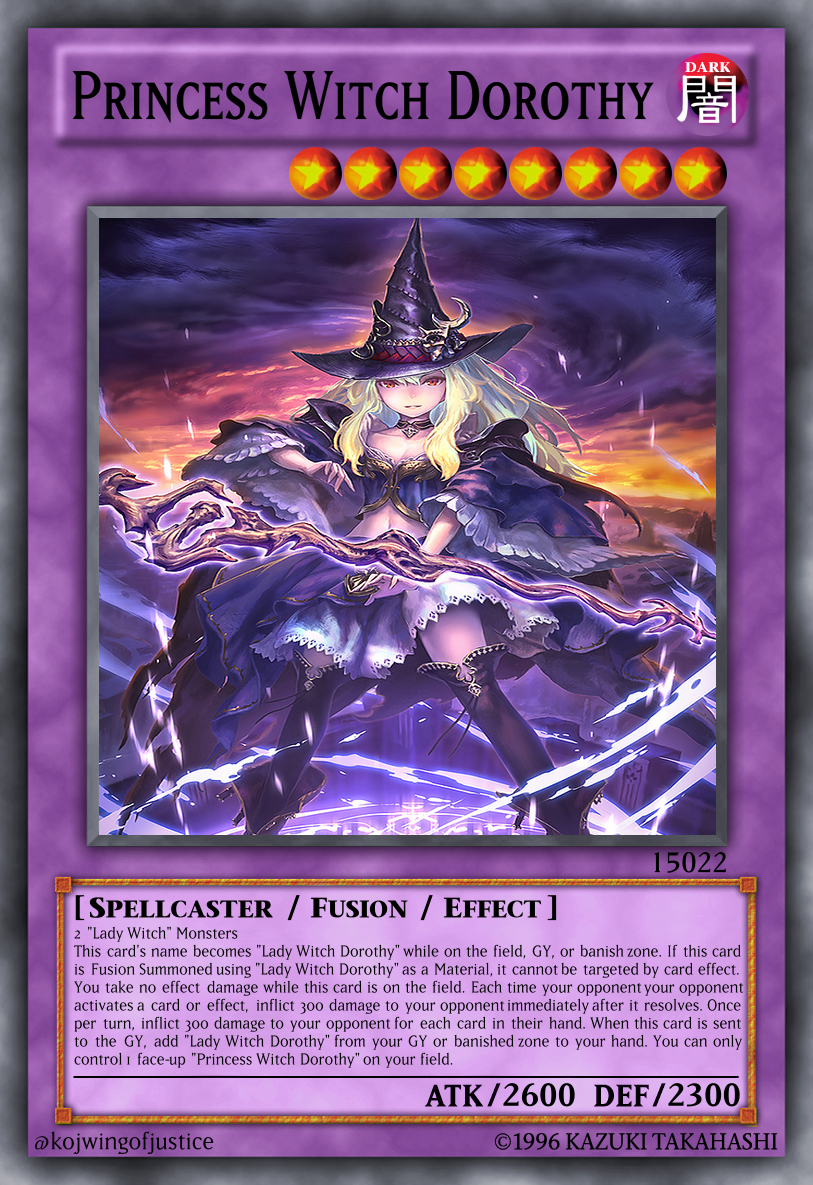 Princess Witch Dorothy
DARK
闇
15022
[ Spellcaster / Fusion / Effect ]
2 "Lady Witch" Monsters
This card's name becomes "Lady Witch Dorothy" while on the field, GY, or banish zone. If this card
is Fusion Summoned using "Lady Witch Dorothy" as a Material, it cannot be targeted by card effect.
You take no effect damage while this card is on the field. Each time your opponent your opponent
activates a card or effect, inflict 300 damage to your opponent immediately after it resolves. Once
per turn, inflict 300 damage to your opponent for each card in their hand. When this card is sent
to the GY, add "Lady Witch Dorothy" from your GY or banished zone to your hand. You can only
control 1 face-up "Princess Witch Dorothy" on your field.
ATK/2600 DEF/2300
@kojwingofjustice
©1996 KAZUKI TAKAHASHI